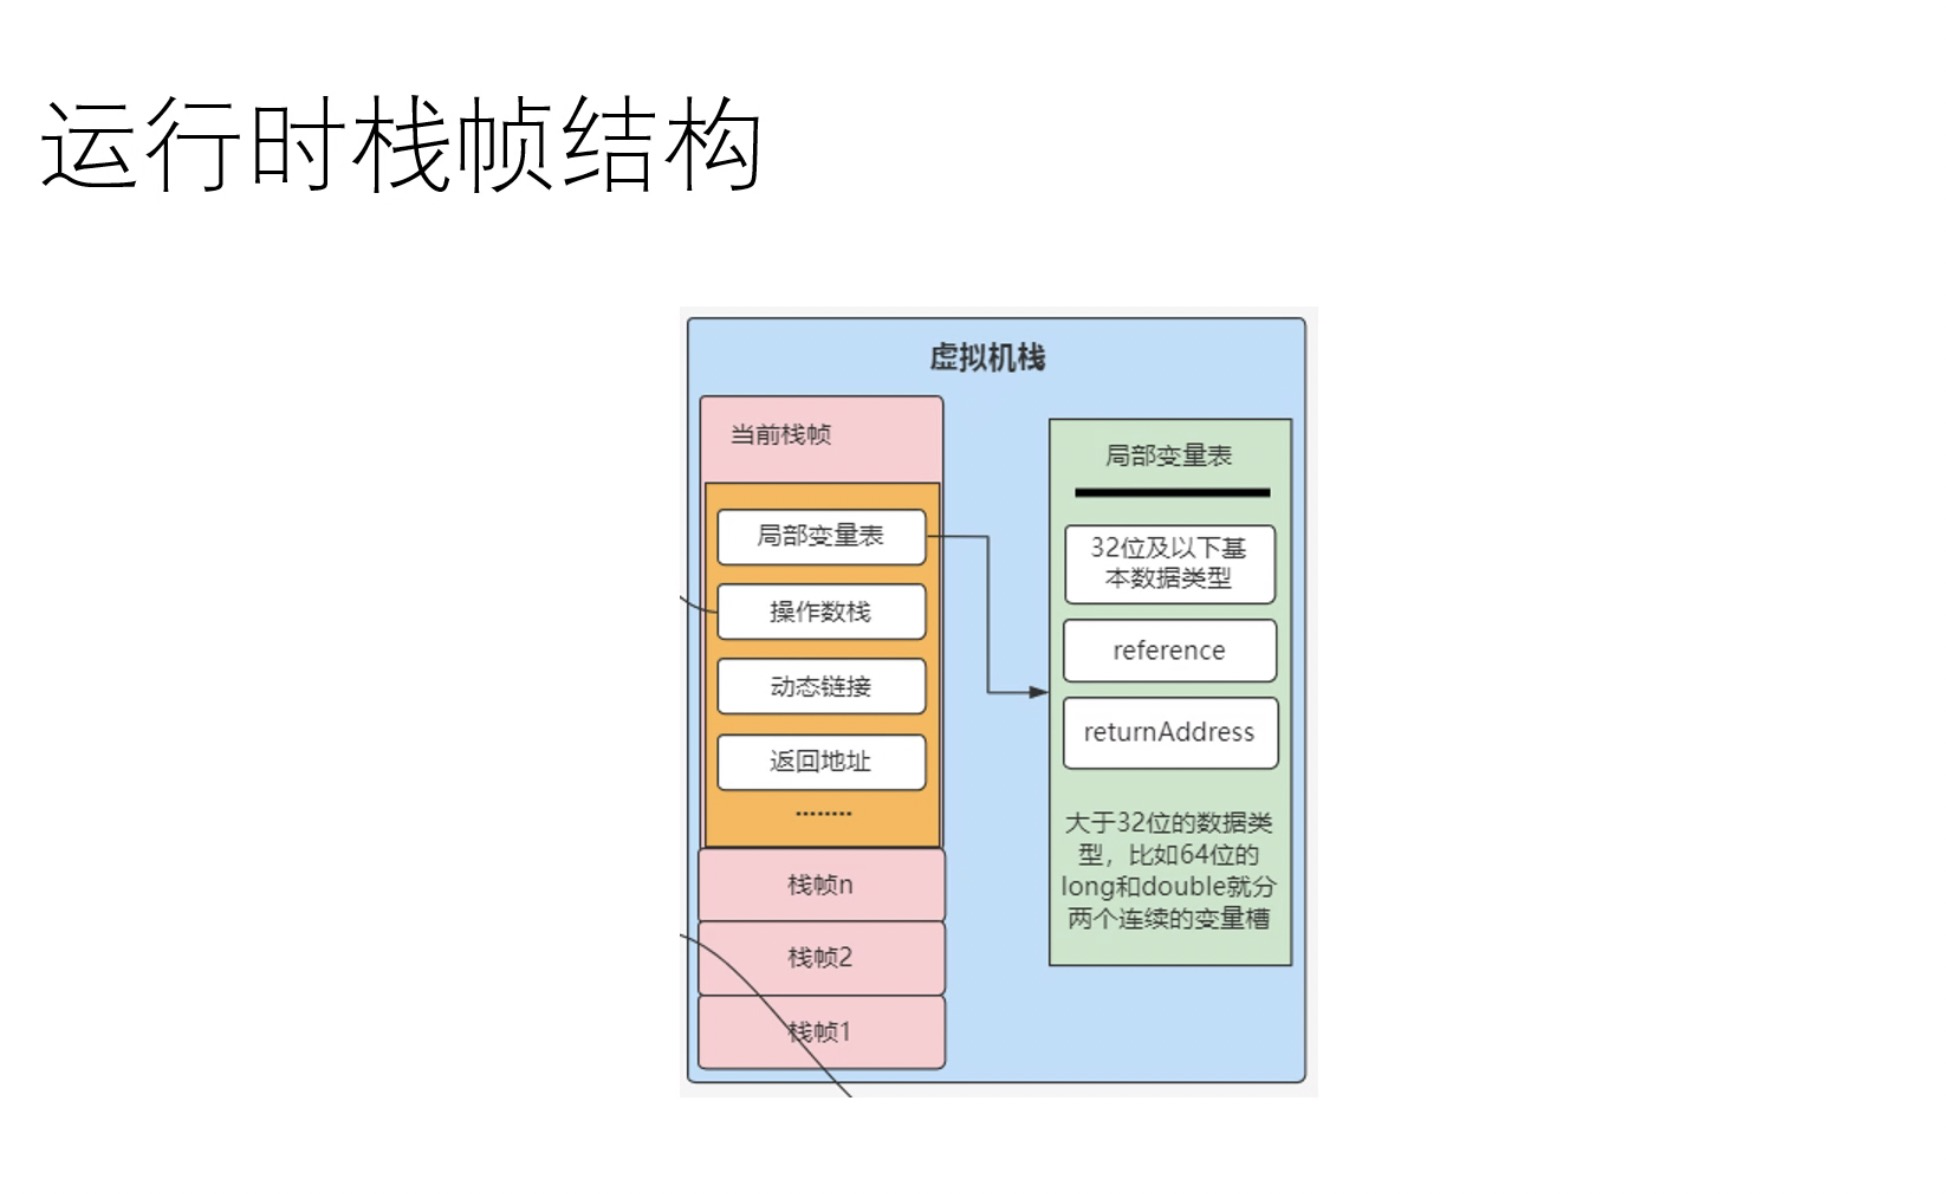 运行时栈帧结构
虚拟机栈
当前栈帧
局部变量表
操作数栈
动态链接
返回地址
········
栈帧n
栈帧2
栈帧1
局部变量表
32位及以下基
本数据类型
reference
returnAddress
大于32位的数据类
型，比如64位的
long和double就分
两个连续的变量槽